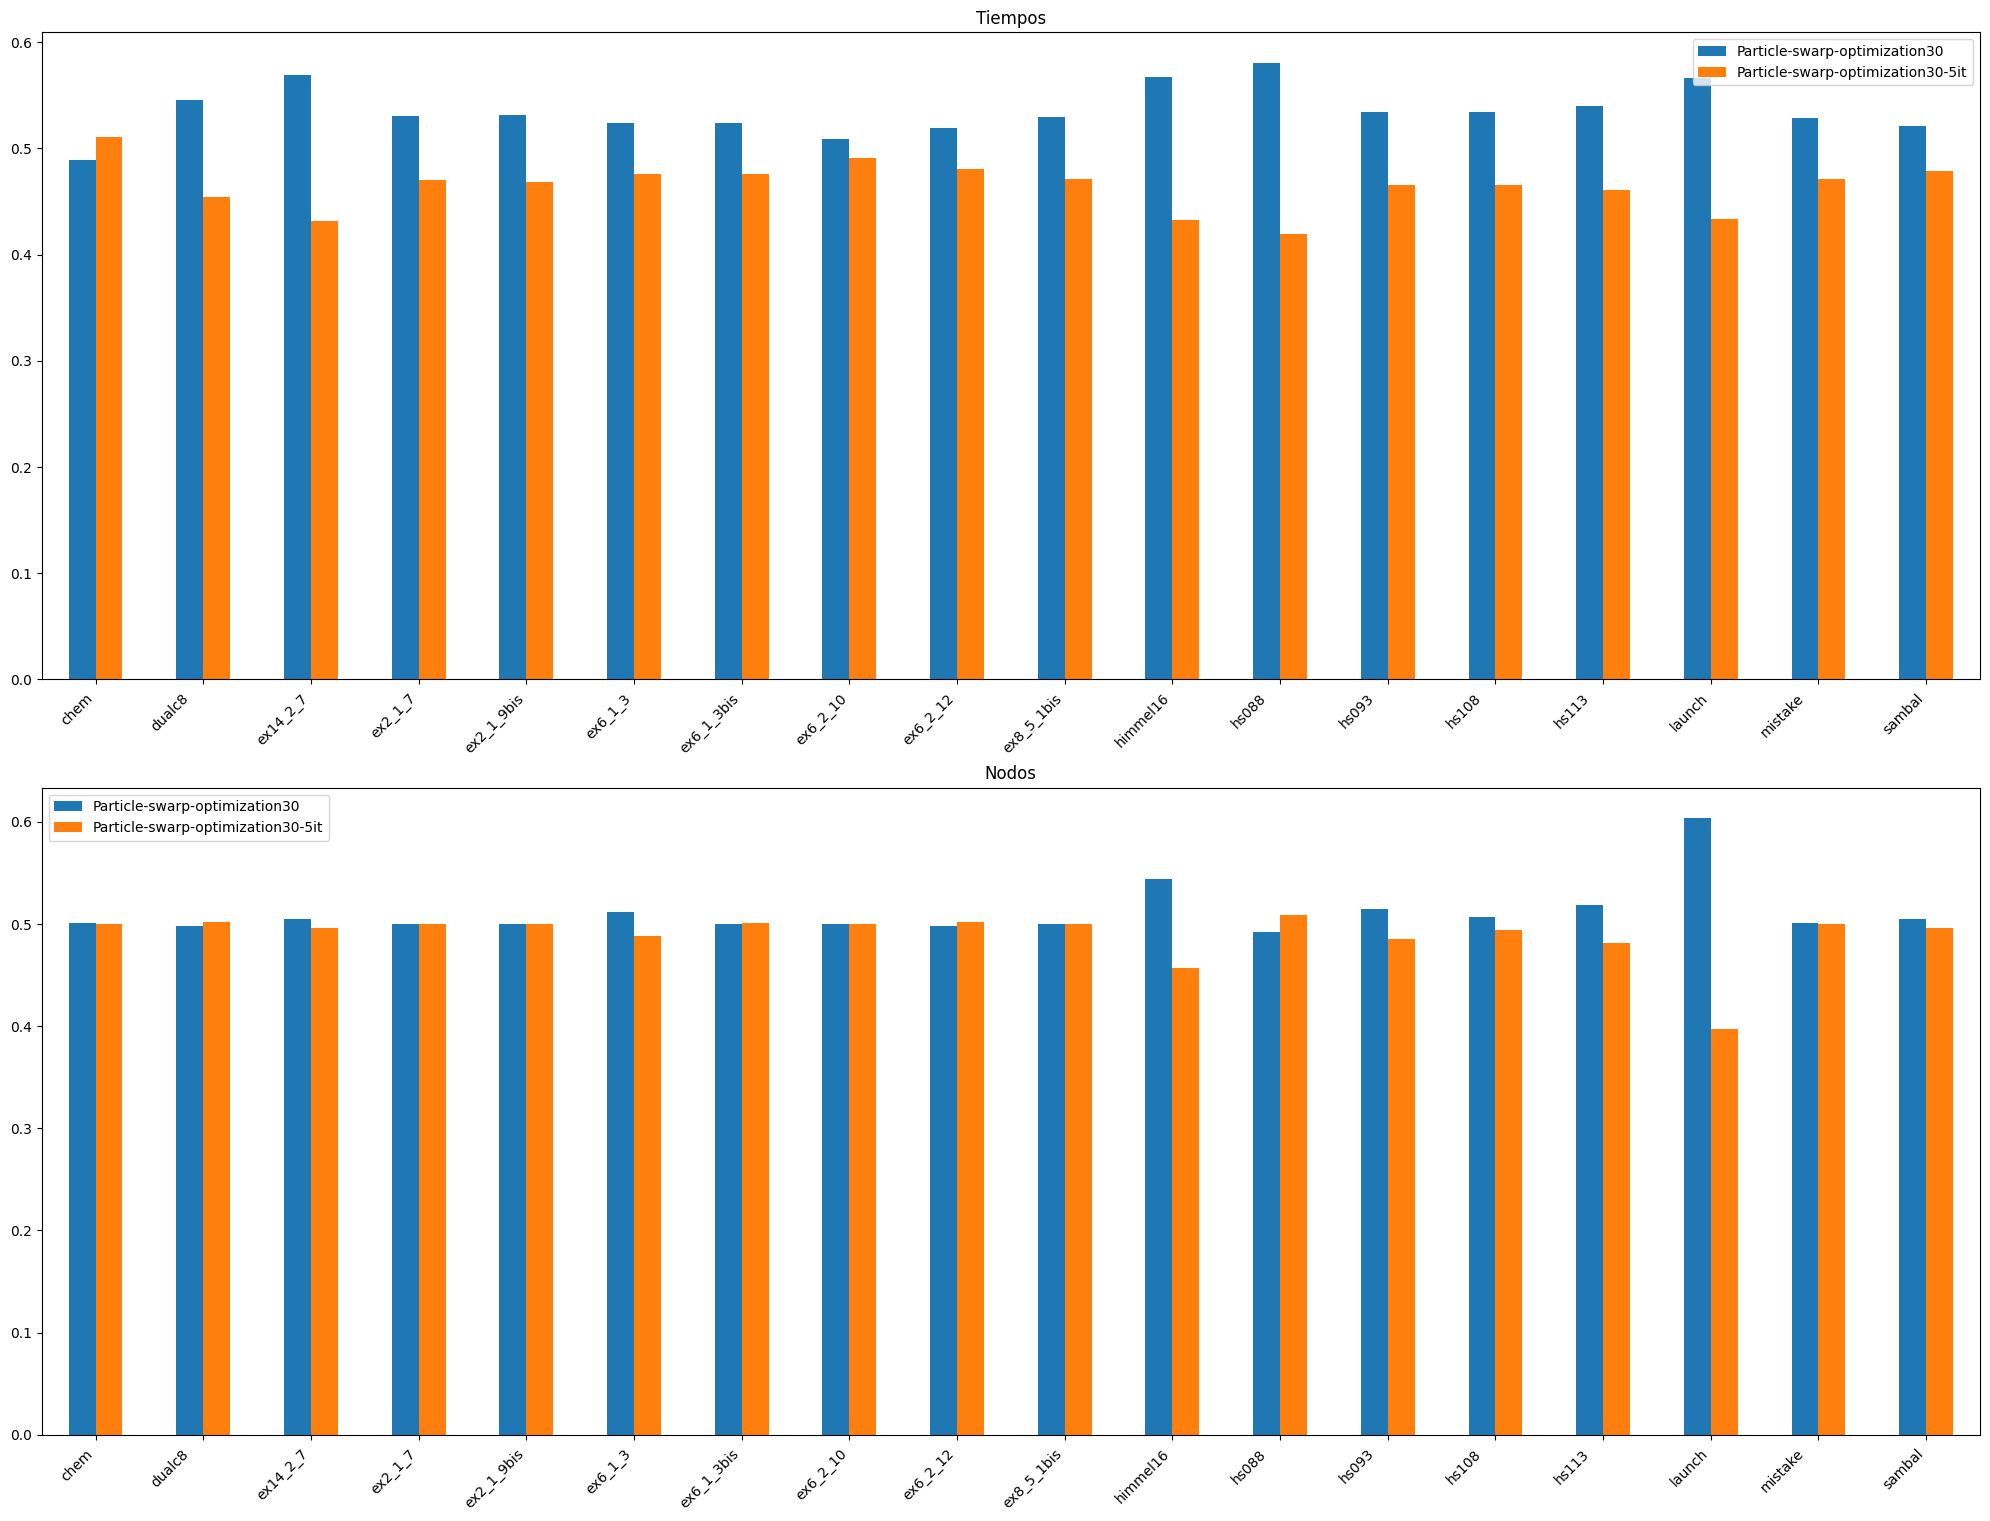 Tiempos
Particle-swarp-optimization30
Particle-swarp-optimization30-5it
0.6
0.5
0.4
0.3
0.2
0.1
0.0
chem
dualc8
ex14_2_7
ex2_1_7
ex2_1_9bis
ex6_1_3
ex6_1_3bis
ex6_2_10
ex6_2_12
ex8_5_1bis
himmel16
hs088
hs093
hs108
hs113
launch
mistake
sambal
Nodos
Particle-swarp-optimization30
Particle-swarp-optimization30-5it
0.6
0.5
0.4
0.3
0.2
0.1
0.0
chem
dualc8
ex14_2_7
ex2_1_7
ex2_1_9bis
ex6_1_3
ex6_1_3bis
ex6_2_10
ex6_2_12
ex8_5_1bis
himmel16
hs088
hs093
hs108
hs113
launch
mistake
sambal